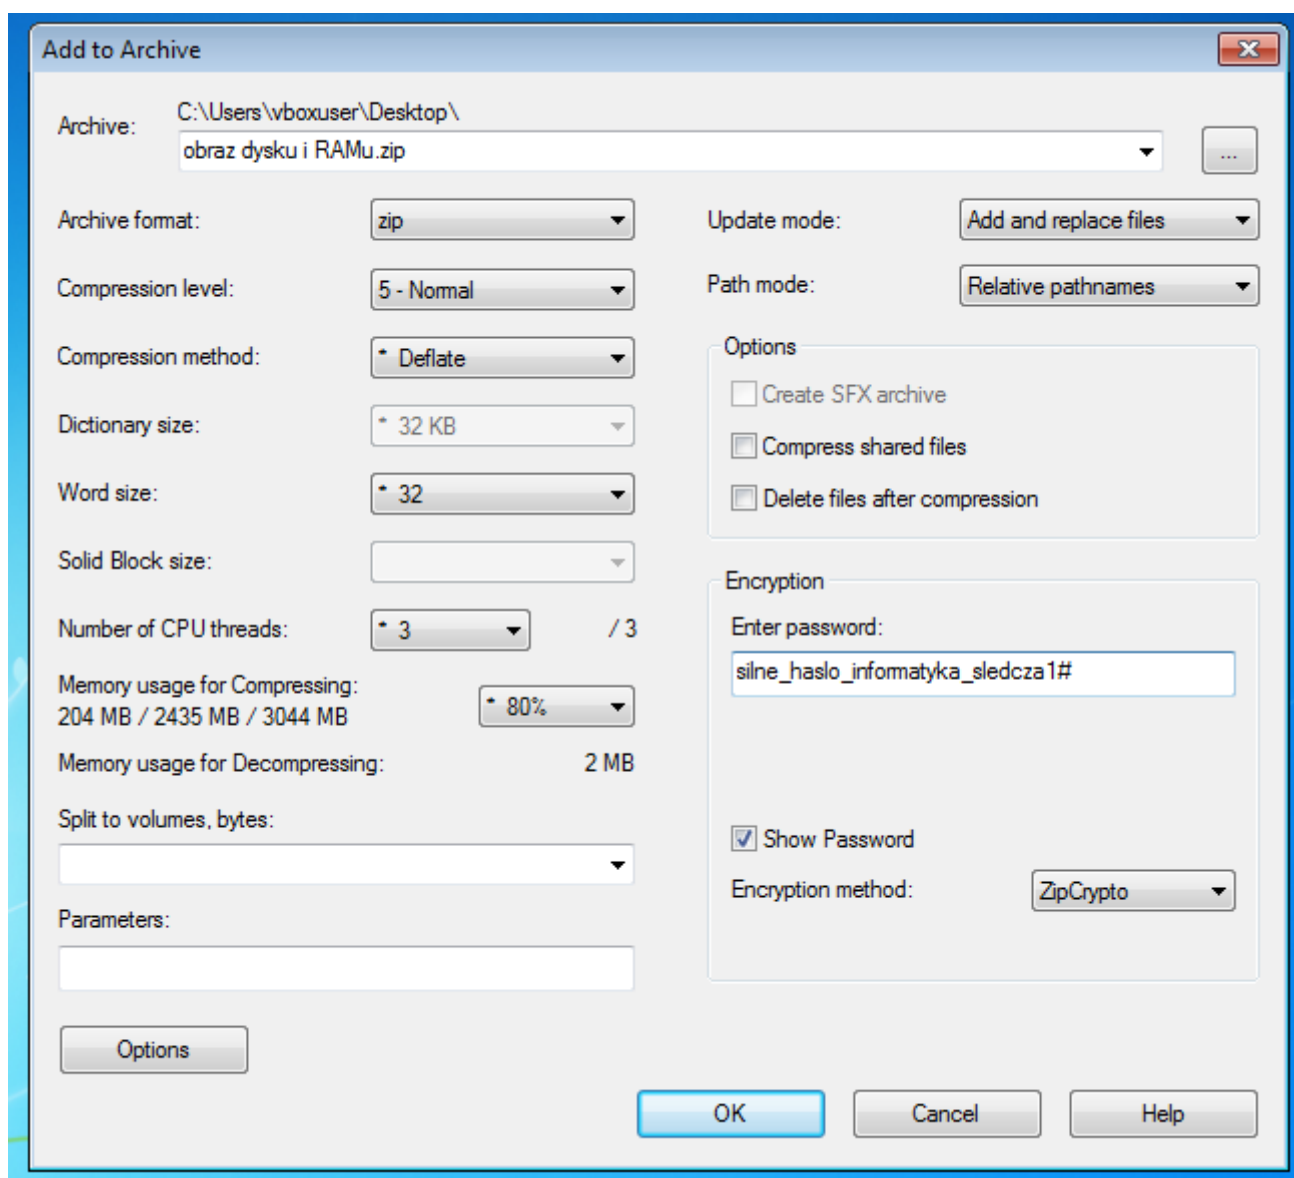 Add to Archive
Archive:
C:\Users\vboxuser\Desktop\
obraz dysku i RAMu.zip
...
Archive format:
zip
Compression level:
5 - Normal
Compression method:
* Deflate
Dictionary size:
* 32 KB
Word size:
* 32
Solid Block size:
Number of CPU threads:
* 3
/ 3
Memory usage for Compressing:
204 MB / 2435 MB / 3044 MB
* 80%
Memory usage for Decompressing:
2 MB
Split to volumes, bytes:
Parameters:
Options
Update mode:
Add and replace files
Path mode:
Relative pathnames
Options
Create SFX archive
Compress shared files
Delete files after compression
Encryption
Enter password:
silne_haslo_informatyka_sledcza1#
Show Password
Encryption method:
ZipCrypto
OK
Cancel
Help